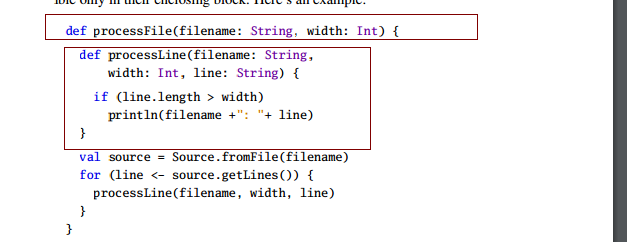 ible only in their enclosing block. Here's an example:
def processFile(filename: String, width: Int) {
def processLine(filename: String,
width: Int, line: String) {
if (line.length > width)
println(filename +": "+ line)
}
val source = Source.fromFile(filename)
for (line <- source.getLines()) {
processLine(filename, width, line)
}
}